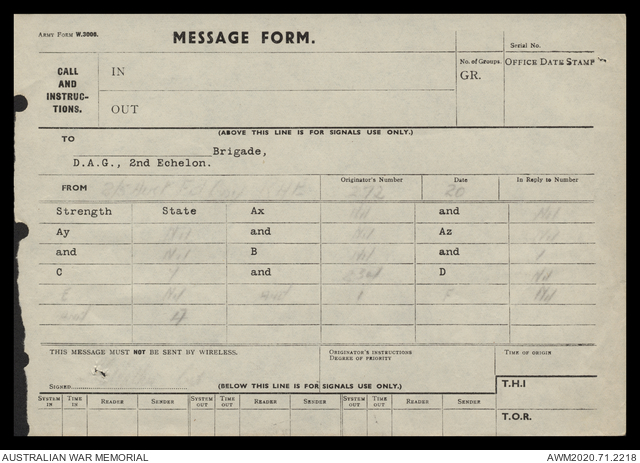 Army Form W.3008.
MESSAGE FORM.
Serial No.
CALL AND INSTRUC- TIONS.
IN
OUT
No. of Groups.
GR.
OFFICE DATE STAMP
(ABOVE THIS LINE IS FOR SIGNALS USE ONLY.)
TO
Brigade,
D.A.G., 2nd Echelon.
FROM
Originator's Number
272
Date
20
In Reply to Number
Strength State Ax Nil and Nil
Ay Nil and Nil Az Nil
and Nil B Nil and 1
C and D Nil
E Nil and 1 F Nil
and
THIS MESSAGE MUST NOT BE SENT BY WIRELESS.
ORIGINATOR'S INSTRUCTIONS
DEGREE OF PRIORITY
TIME OF ORIGIN
SIGNED
(BELOW THIS LINE IS FOR SIGNALS USE ONLY.)
T.H.I
SYSTEM IN TIME IN READER SENDER SYSTEM OUT TIME OUT READER SENDER SYSTEM OUT TIME OUT READER SENDER
T.O.R.
AUSTRALIAN WAR MEMORIAL
AWM2020.71.2218